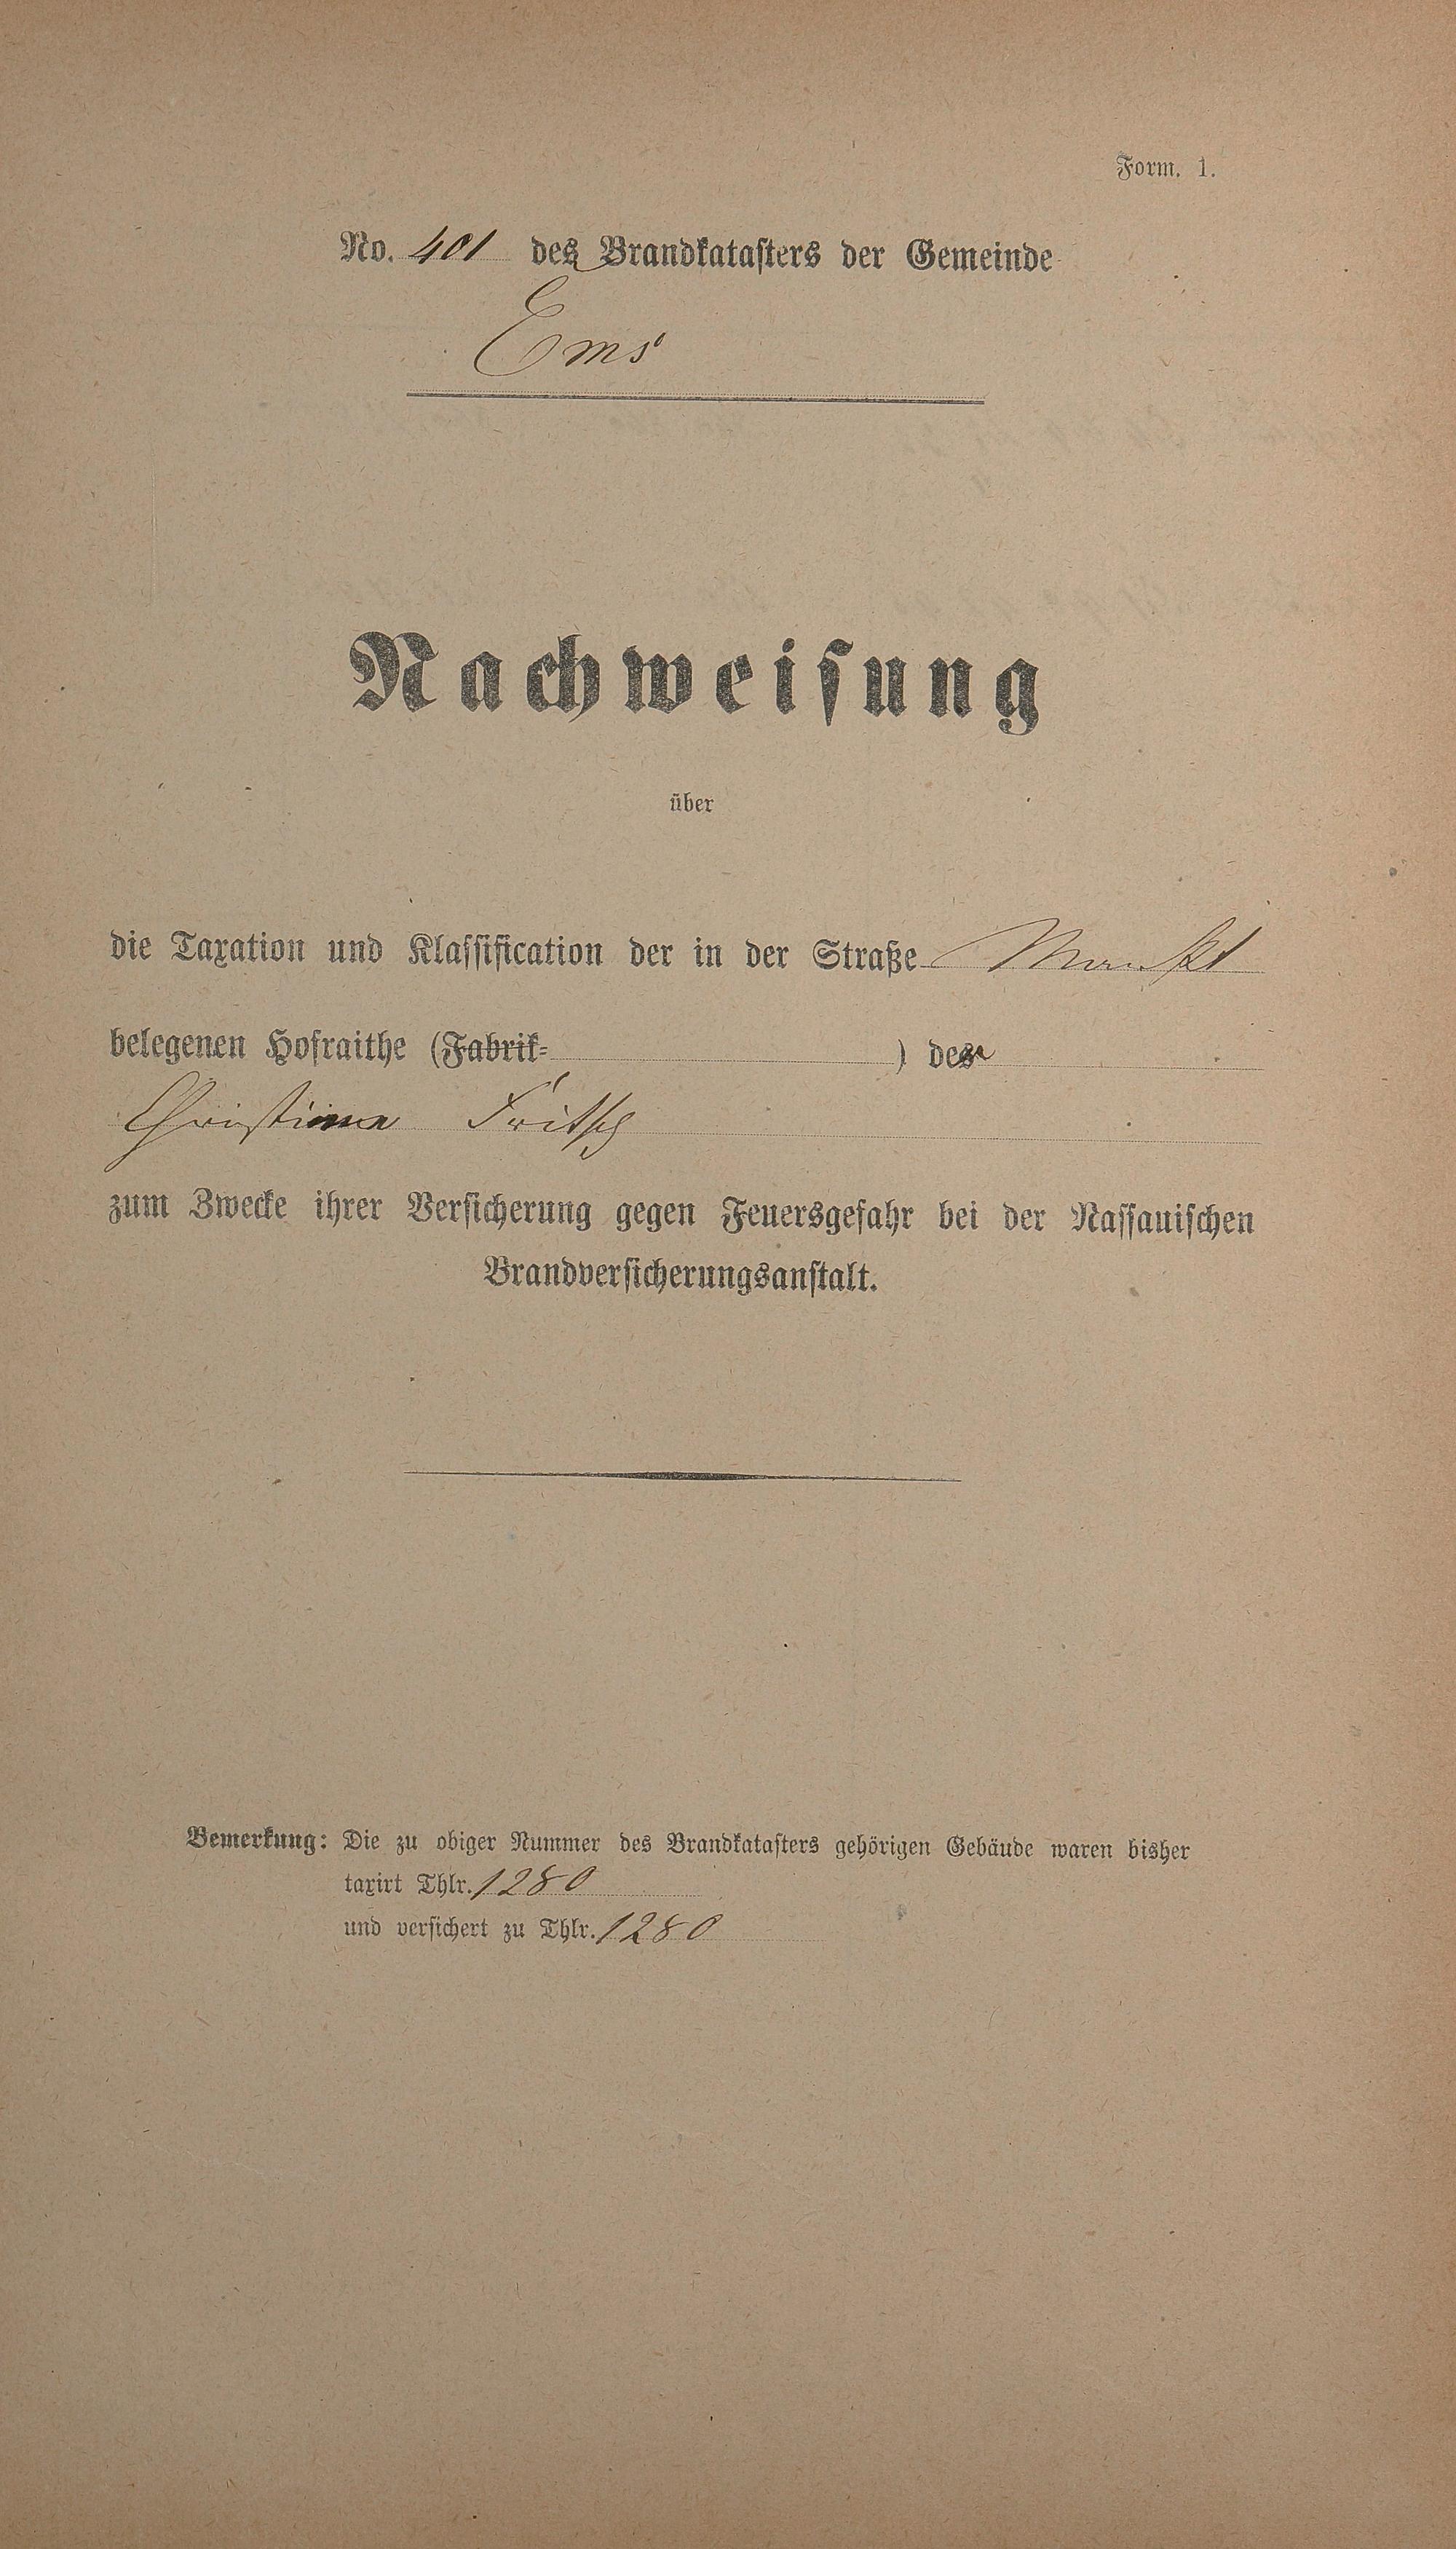 Form. 1.
No. 401 des Brandkatasters der Gemeinde
Ems
Nachweisung
über
die Taxation und Klassification der in der Straße Markt
belegenen Hofraithe (Fabrik= ) der
Christiane Fritsch
zum Zwecke ihrer Versicherung gegen Feuersgefahr bei der Nassauischen
Brandversicherungsanstalt.
Bemerkung: Die zu obiger Nummer des Brandkatasters gehörigen Gebäude waren bisher
taxirt Thlr. 1280
und versichert zu Thlr. 1280